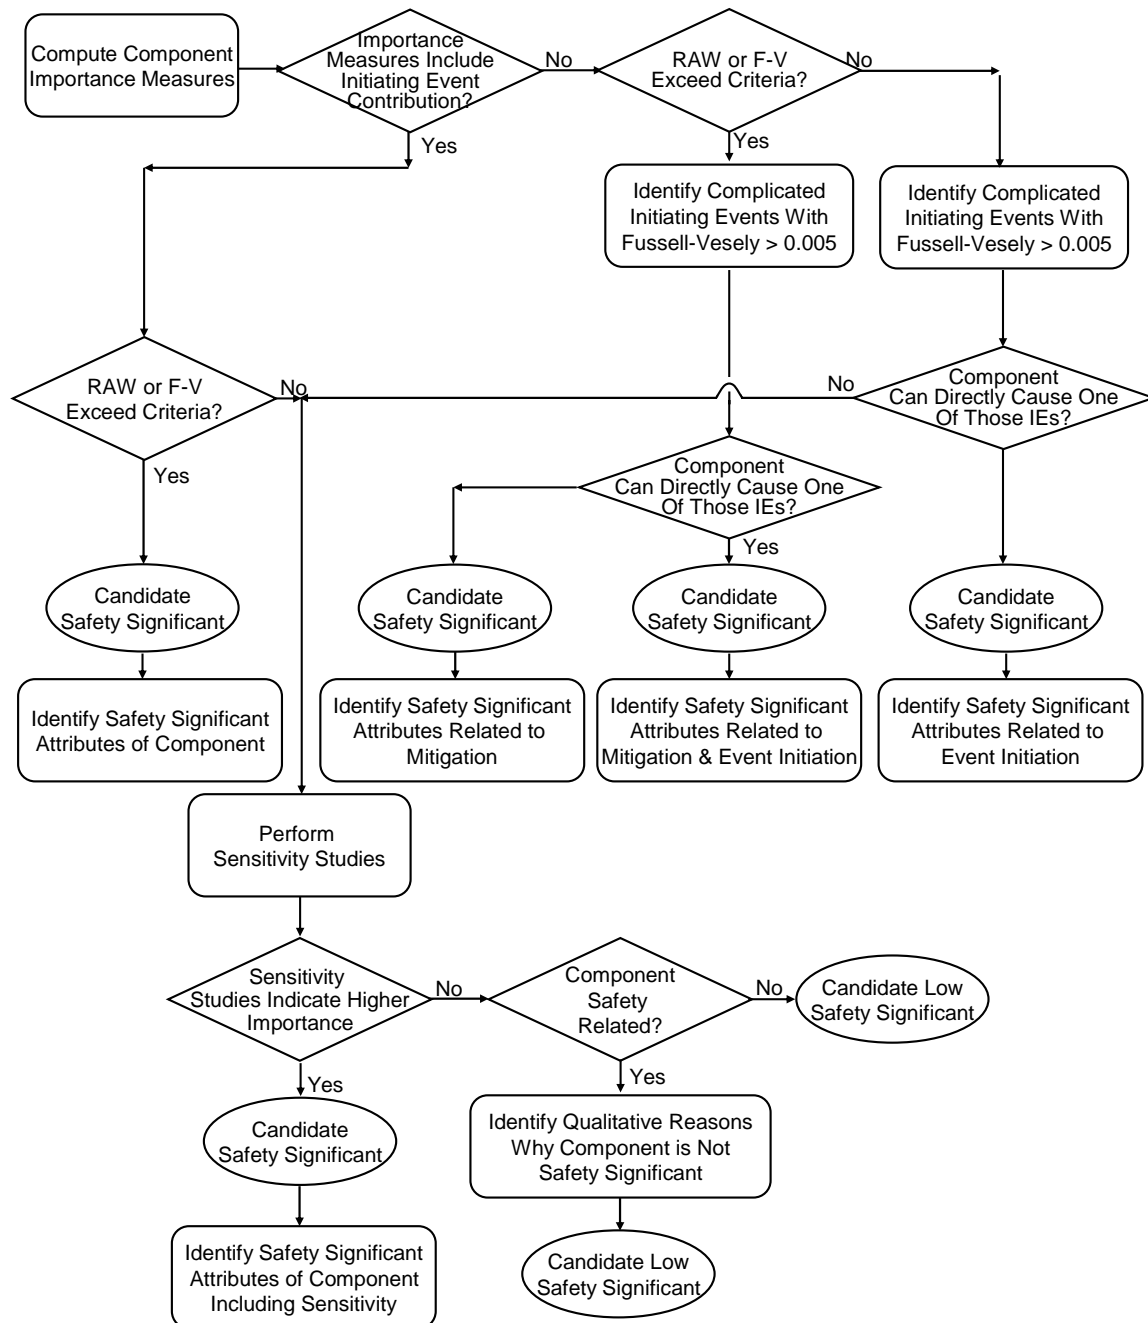 Compute Component
Importance Measures
Importance
Measures Include
Initiating Event
Contribution?
No
RAW or F-V
Exceed Criteria?
No
Yes
Yes
Identify Complicated
Initiating Events With
Fussell-Vesely > 0.005
Identify Complicated
Initiating Events With
Fussell-Vesely > 0.005
RAW or F-V
Exceed Criteria?
No
No
Component
Can Directly Cause One
Of Those IEs?
Yes
Component
Can Directly Cause One
Of Those IEs?
Yes
Candidate
Safety Significant
Candidate
Safety Significant
Candidate
Safety Significant
Candidate
Safety Significant
Identify Safety Significant
Attributes of Component
Identify Safety Significant
Attributes Related to
Mitigation
Identify Safety Significant
Attributes Related to
Mitigation & Event Initiation
Identify Safety Significant
Attributes Related to
Event Initiation
Perform
Sensitivity Studies
Sensitivity
Studies Indicate Higher
Importance
No
Component
Safety
Related?
No
Candidate Low
Safety Significant
Yes
Yes
Candidate
Safety Significant
Identify Qualitative Reasons
Why Component is Not
Safety Significant
Identify Safety Significant
Attributes of Component
Including Sensitivity
Candidate Low
Safety Significant